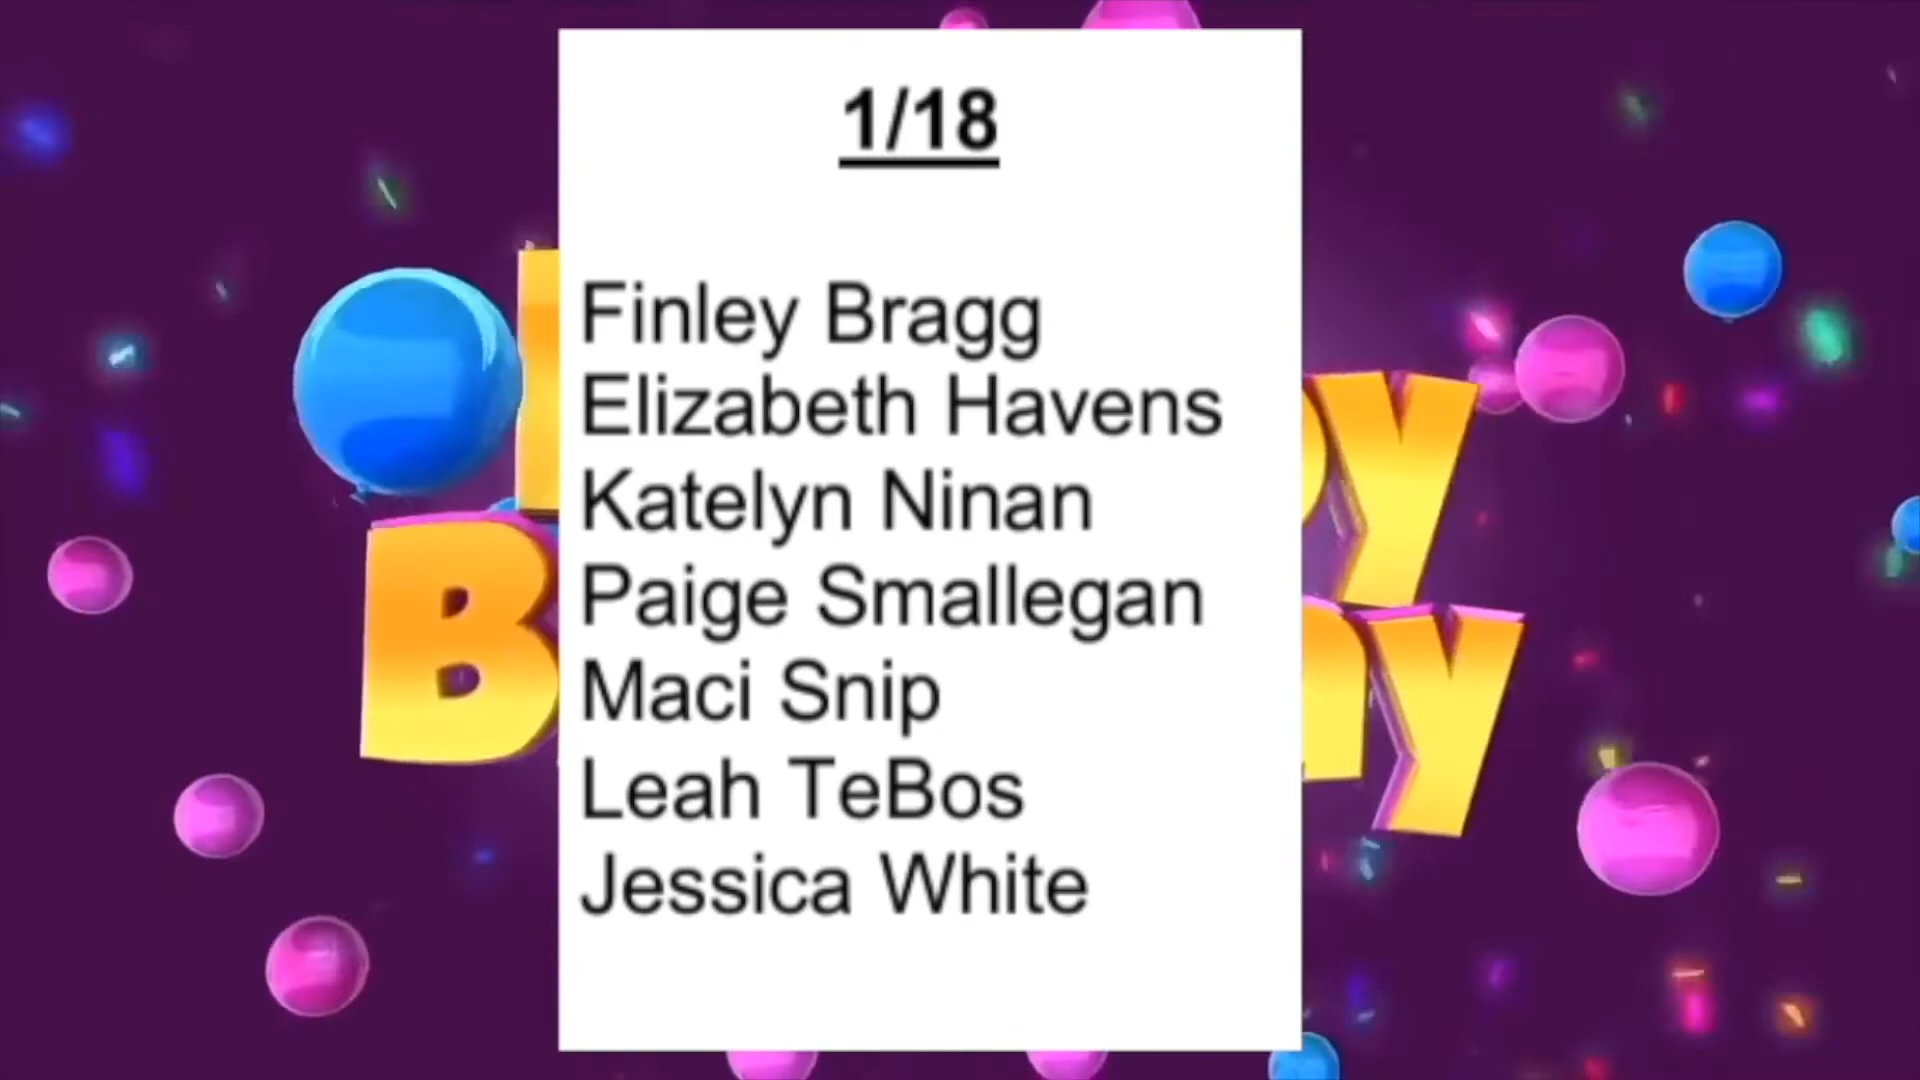 1/18
Finley Bragg
Elizabeth Havens
Katelyn Ninan
Paige Smallegan
Maci Snip
Leah TeBos
Jessica White